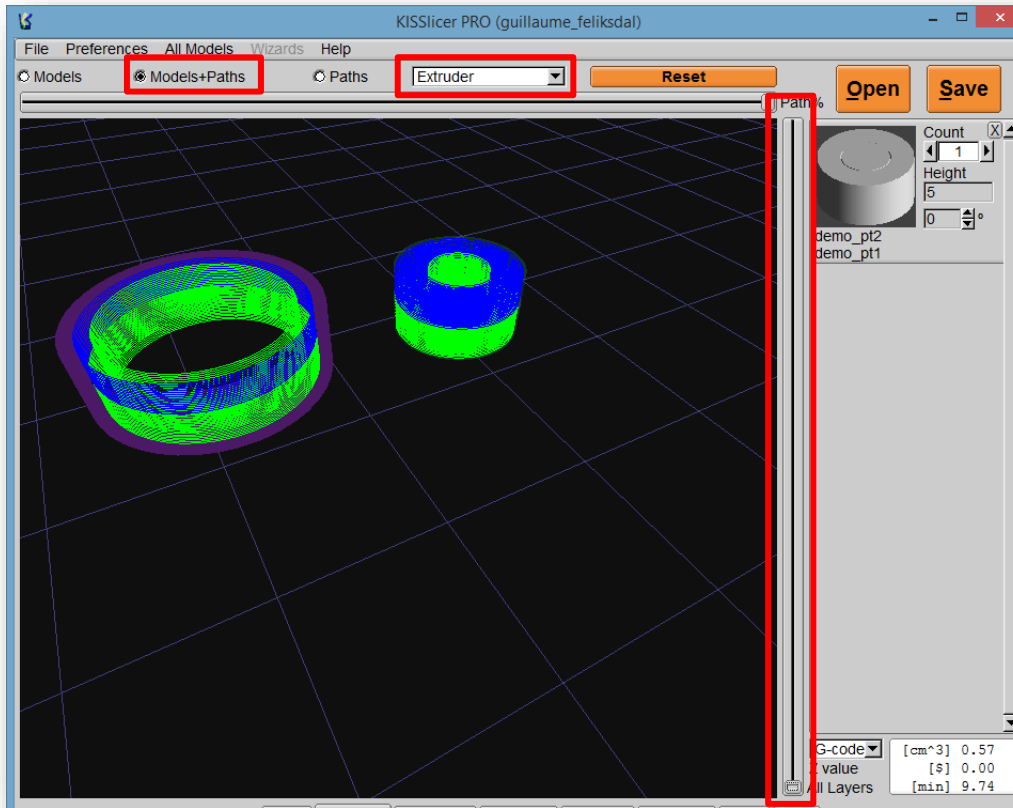 KISSlicer PRO (guillaume_feliksdal)
File Preferences All Models Wizards Help
Models Models+Paths Paths Extruder Reset
Open Save
Path%
Count X
1
Height
5
0 °
demo_pt2
demo_pt1
G-code [cm^3] 0.57
Z value [$] 0.00
All Layers [min] 9.74